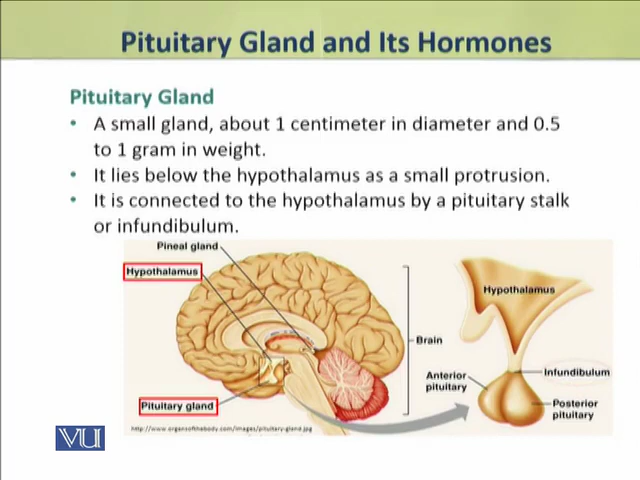 Pituitary Gland and Its Hormones
Pituitary Gland
• A small gland, about 1 centimeter in diameter and 0.5
to 1 gram in weight.
• It lies below the hypothalamus as a small protrusion.
• It is connected to the hypothalamus by a pituitary stalk
or infundibulum.
Pineal gland
Hypothalamus
Hypothalamus
Brain
Anterior
pituitary
Infundibulum
Pituitary gland
Posterior
pituitary
http://www.organsofthebody.com/images/pituitary-gland.jpg
VU